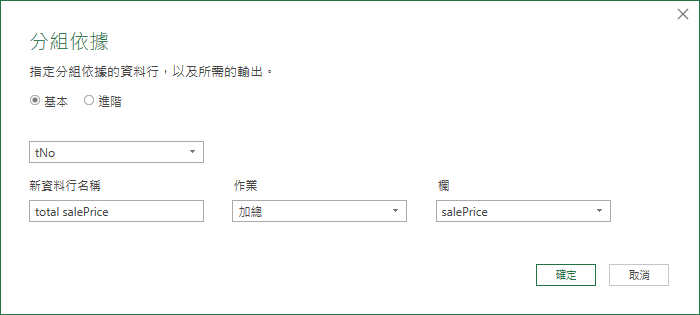 分組依據
指定分組依據的資料行，以及所需的輸出。
基本 進階
tNo
新資料行名稱 作業 欄
total salePrice 加總 salePrice
確定 取消